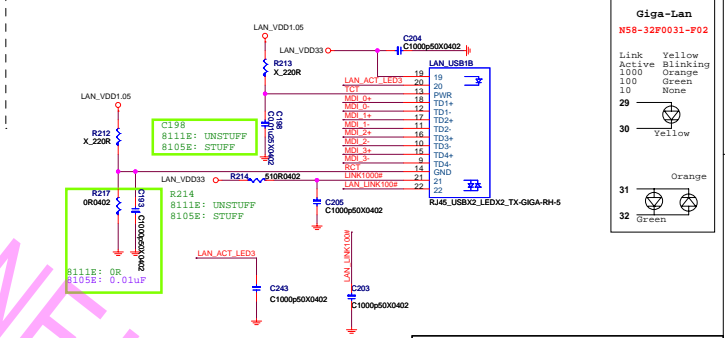 LAN_VDD1.05
R213
X_220R
LAN_VDD33
C204
C1000p50X0402
LAN_USB1B
LAN_ACT_LED3
TCT
MDI_0+
MDI_0-
MDI_1+
MDI_1-
MDI_2+
MDI_2-
MDI_3+
MDI_3-
RCT
LINK1000#
LAN_LINK100#
19
20
13
18
12
17
11
16
10
15
9
14
21
22
19
20
PWR
TD1+
TD1-
TD2+
TD2-
TD3+
TD3-
TD4+
TD4-
GND
21
22
RJ45_USBX2_LEDX2_TX-GIGA-RH-5
LAN_VDD1.05
R212
X_220R
C198
8111E: UNSTUFF
8105E: STUFF
C198
LAN_VDD33
R214
510R0402
R217
0R0402
C193
C1000p50X0402
8111E: 0R
8105E: 0.01uF
R214
8111E: UNSTUFF
8105E: STUFF
C205
C1000p50X0402
LAN_ACT_LED3
C243
C1000p50X0402
LAN_LINK100#
C203
C1000p50X0402
Giga-Lan
N58-32F0031-F02
Link Yellow
Active Blinking
1000 Orange
100 Green
10 None
29
30
Yellow
Orange
31
32
Green